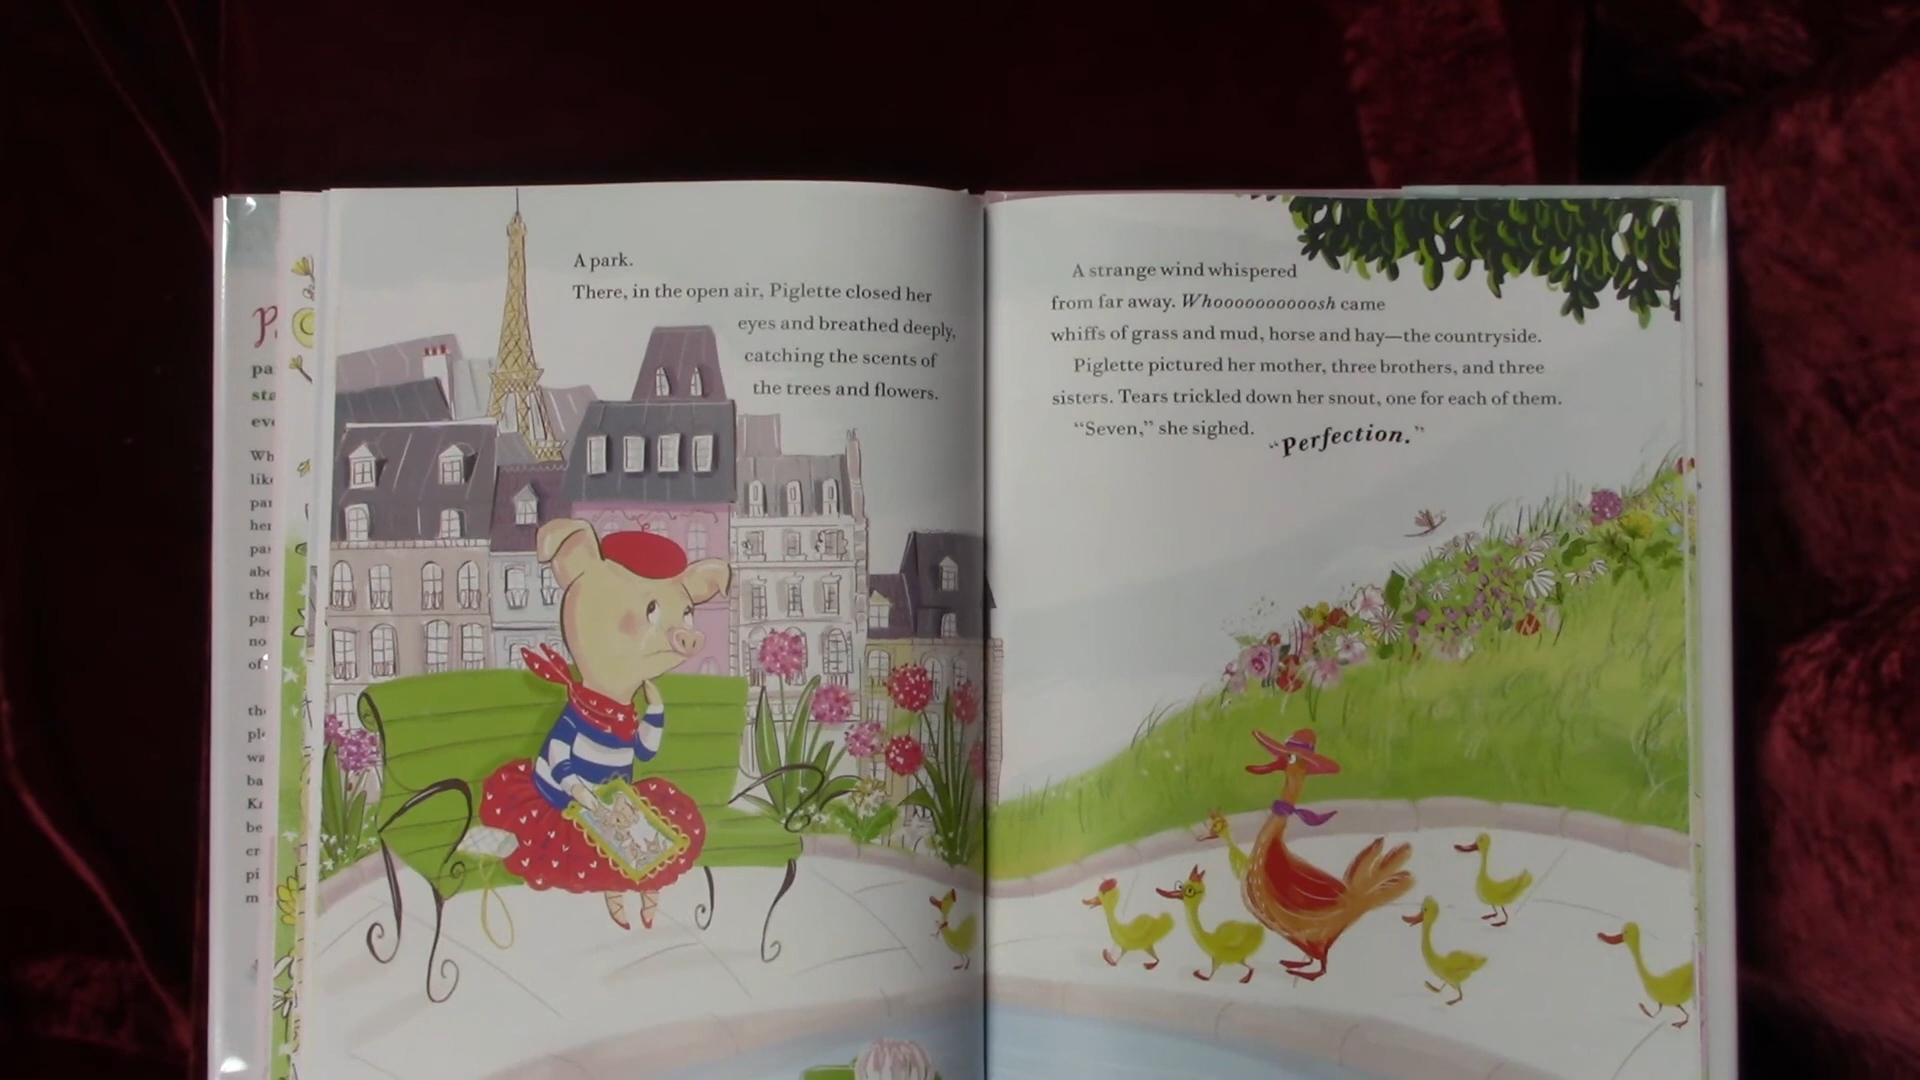 A park.
There, in the open air, Piglette closed her
eyes and breathed deeply,
catching the scents of
the trees and flowers.
A strange wind whispered
from far away. Whoooooooooosh came
whiffs of grass and mud, horse and hay—the countryside.
Piglette pictured her mother, three brothers, and three
sisters. Tears trickled down her snout, one for each of them.
"Seven," she sighed. "Perfection."